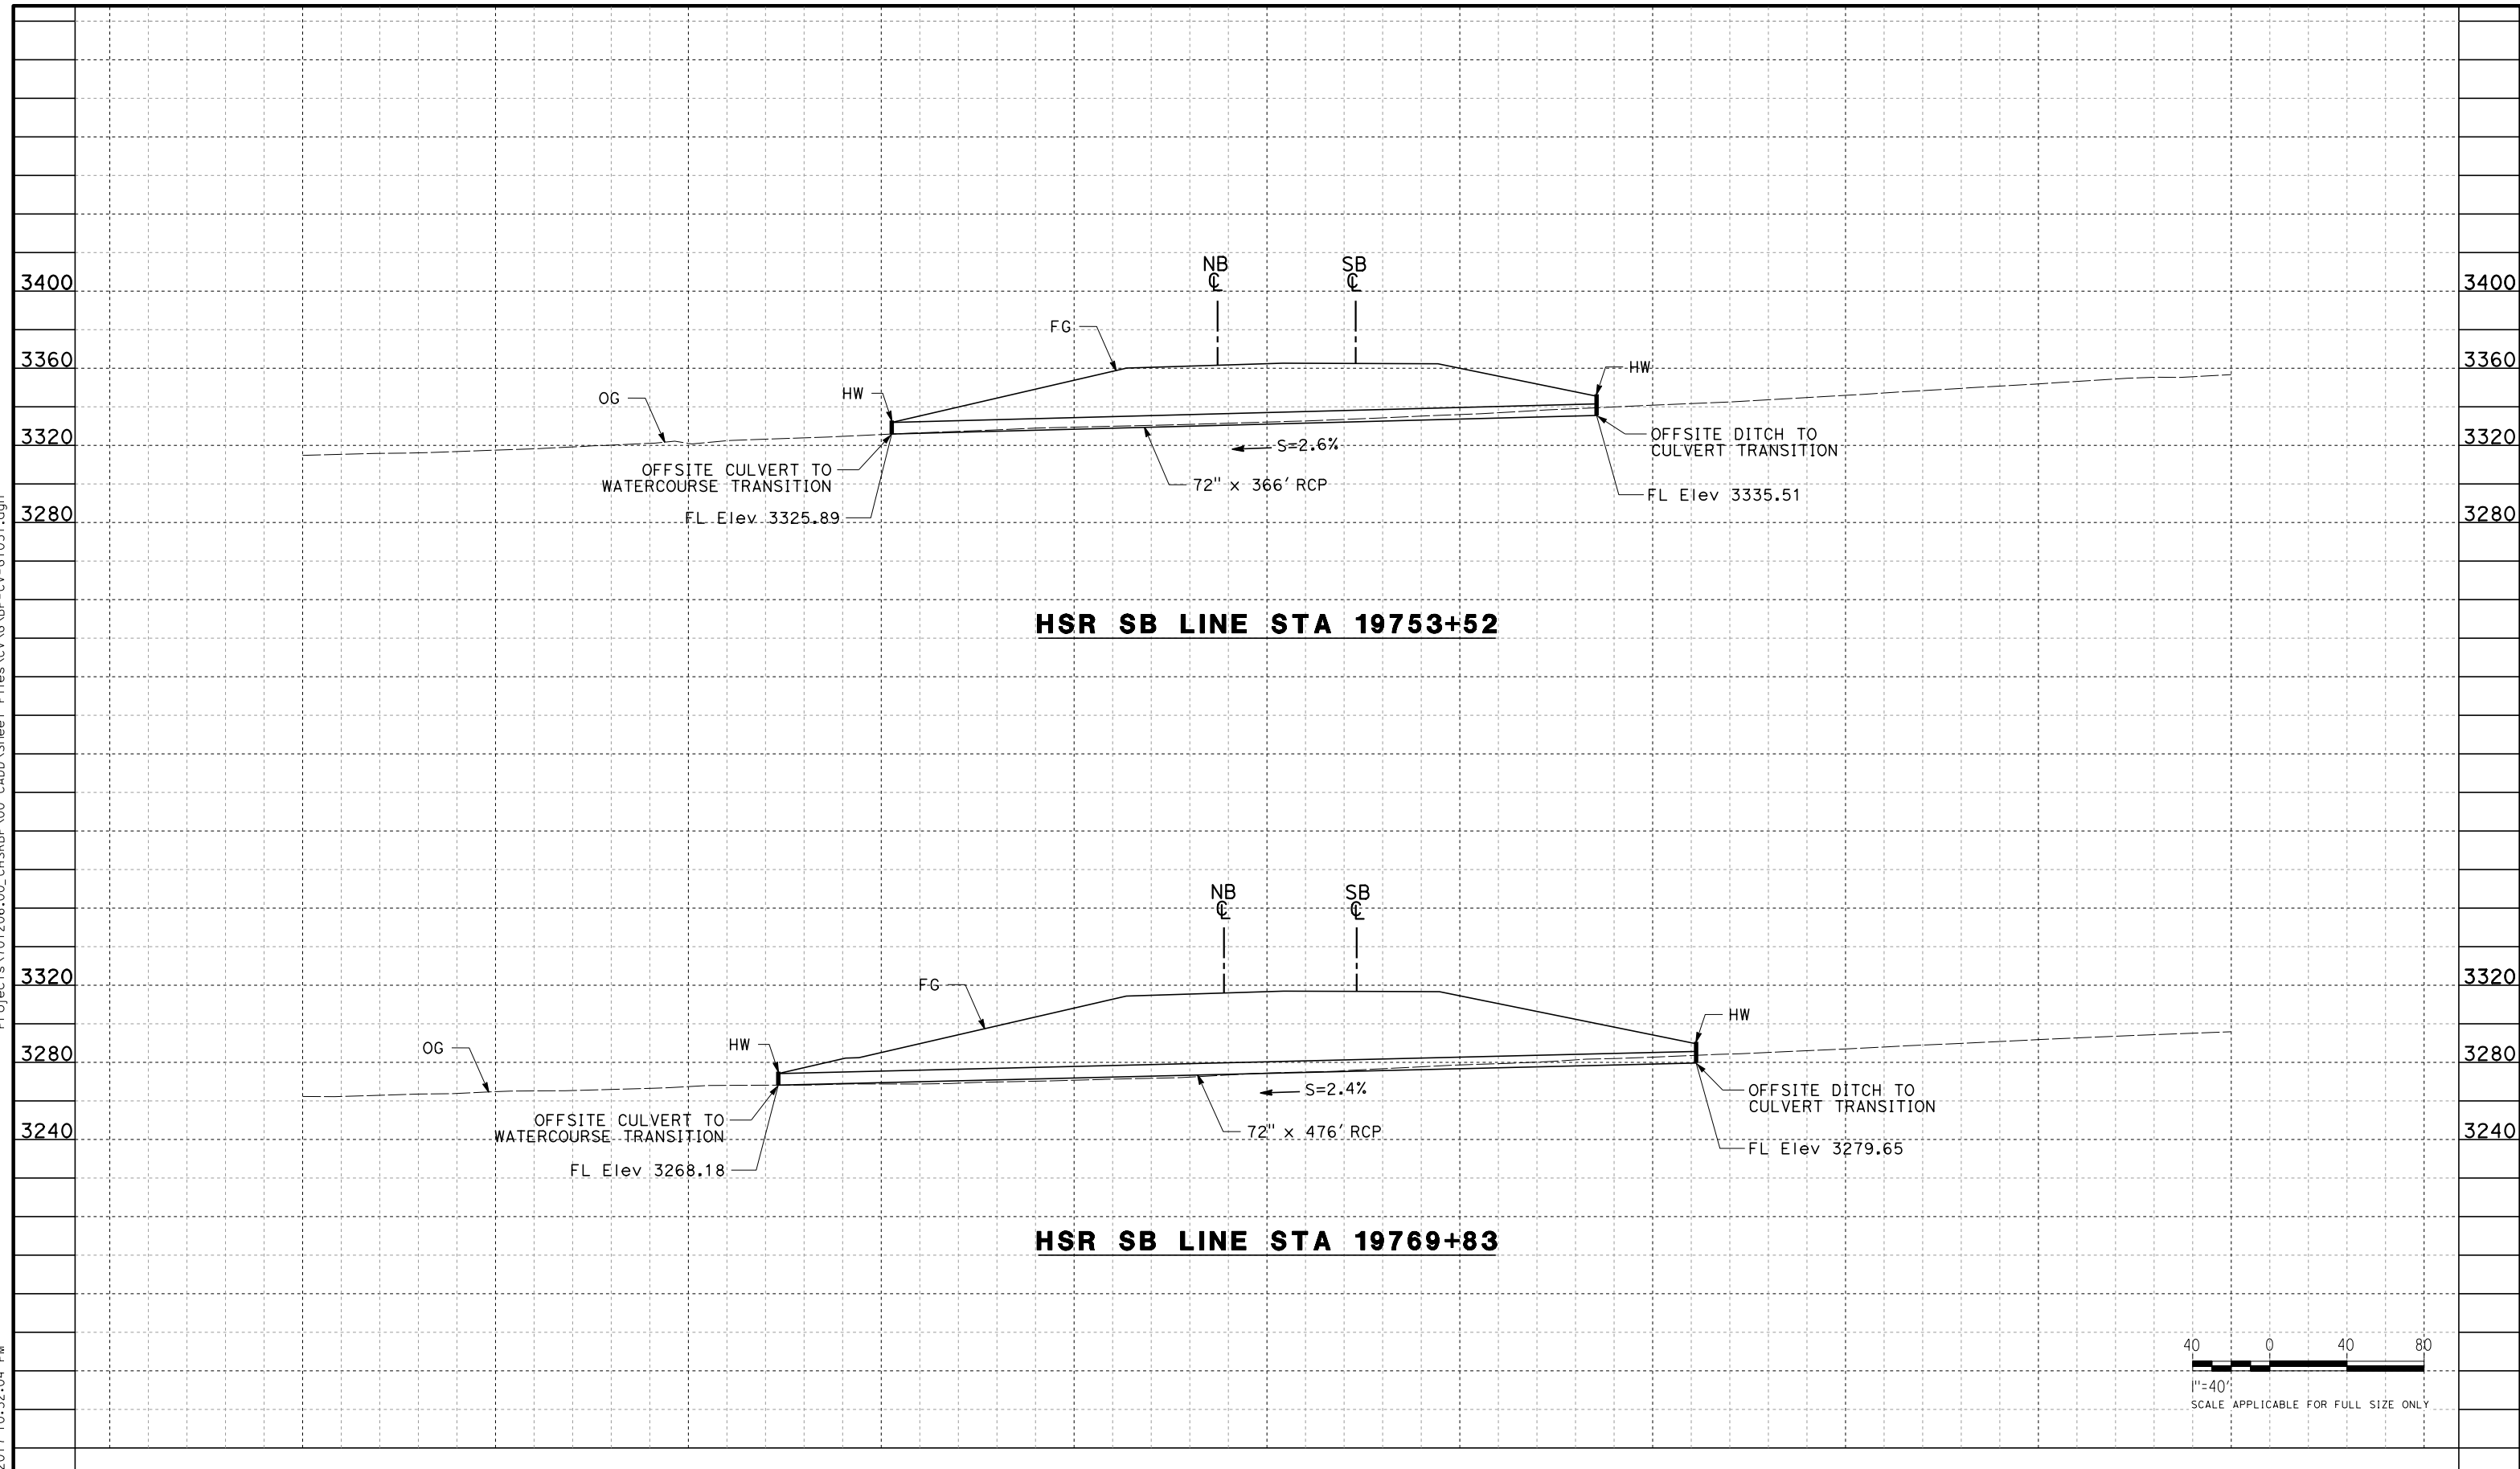 3400
3360
3320
3280
NB
℄
SB
℄
FG
OG
HW
HW
OFFSITE CULVERT TO
WATERCOURSE TRANSITION
FL Elev 3325.89
S=2.6%
72" x 366' RCP
OFFSITE DITCH TO
CULVERT TRANSITION
FL Elev 3335.51
3400
3360
3320
3280
HSR SB LINE STA 19753+52
3320
3280
3240
NB
℄
SB
℄
FG
OG
HW
HW
OFFSITE CULVERT TO
WATERCOURSE TRANSITION
FL Elev 3268.18
S=2.4%
72" x 476' RCP
OFFSITE DITCH TO
CULVERT TRANSITION
FL Elev 3279.65
3320
3280
3240
HSR SB LINE STA 19769+83
40 0 40 80
1"=40'
SCALE APPLICABLE FOR FULL SIZE ONLY